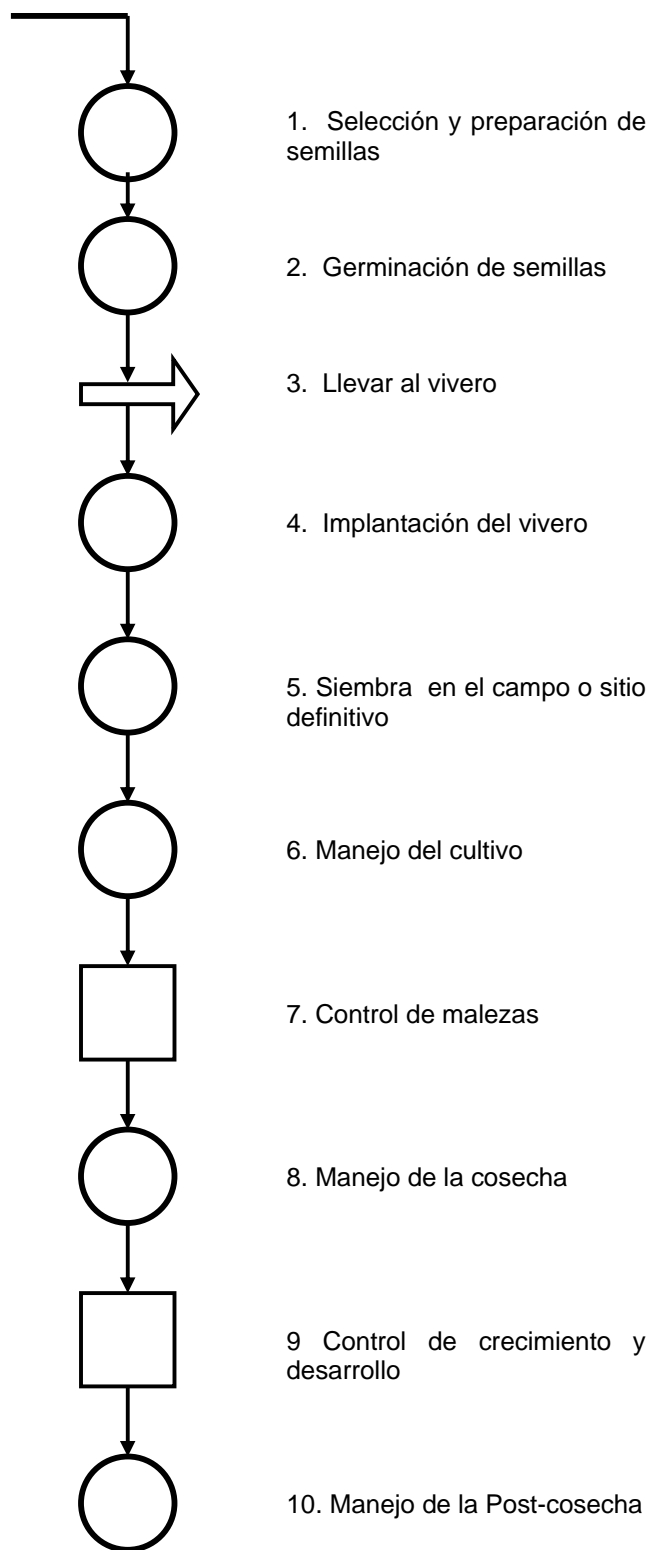 1. Selección y preparación de
semillas
2. Germinación de semillas
3. Llevar al vivero
4. Implantación del vivero
5. Siembra en el campo o sitio
definitivo
6. Manejo del cultivo
7. Control de malezas
8. Manejo de la cosecha
9 Control de crecimiento y
desarrollo
10. Manejo de la Post-cosecha